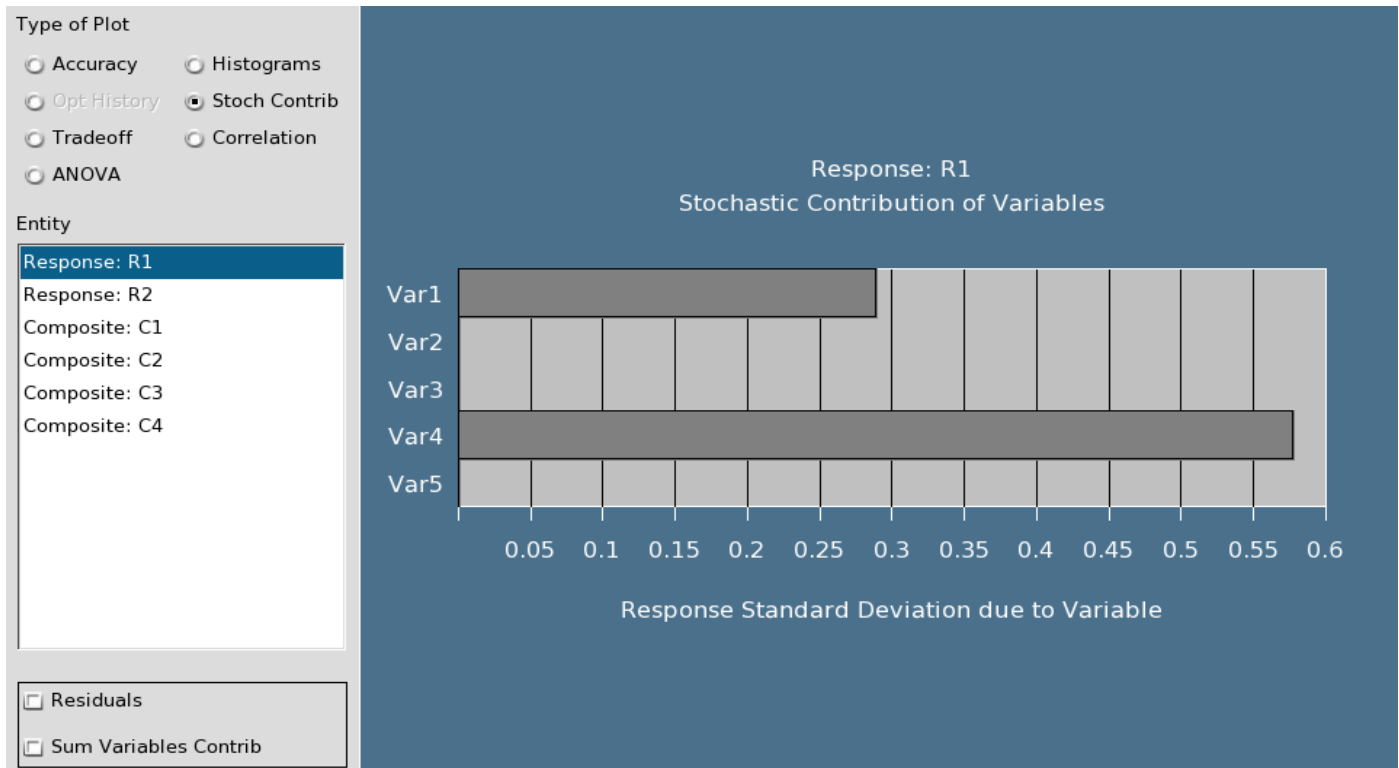 Type of Plot
Accuracy
Histograms
Opt History
Stoch Contrib
Tradeoff
Correlation
ANOVA
Entity
Response: R1
Response: R2
Composite: C1
Composite: C2
Composite: C3
Composite: C4
Residuals
Sum Variables Contrib
Response: R1
Stochastic Contribution of Variables
Var1
Var2
Var3
Var4
Var5
0.05 0.1 0.15 0.2 0.25 0.3 0.35 0.4 0.45 0.5 0.55 0.6
Response Standard Deviation due to Variable